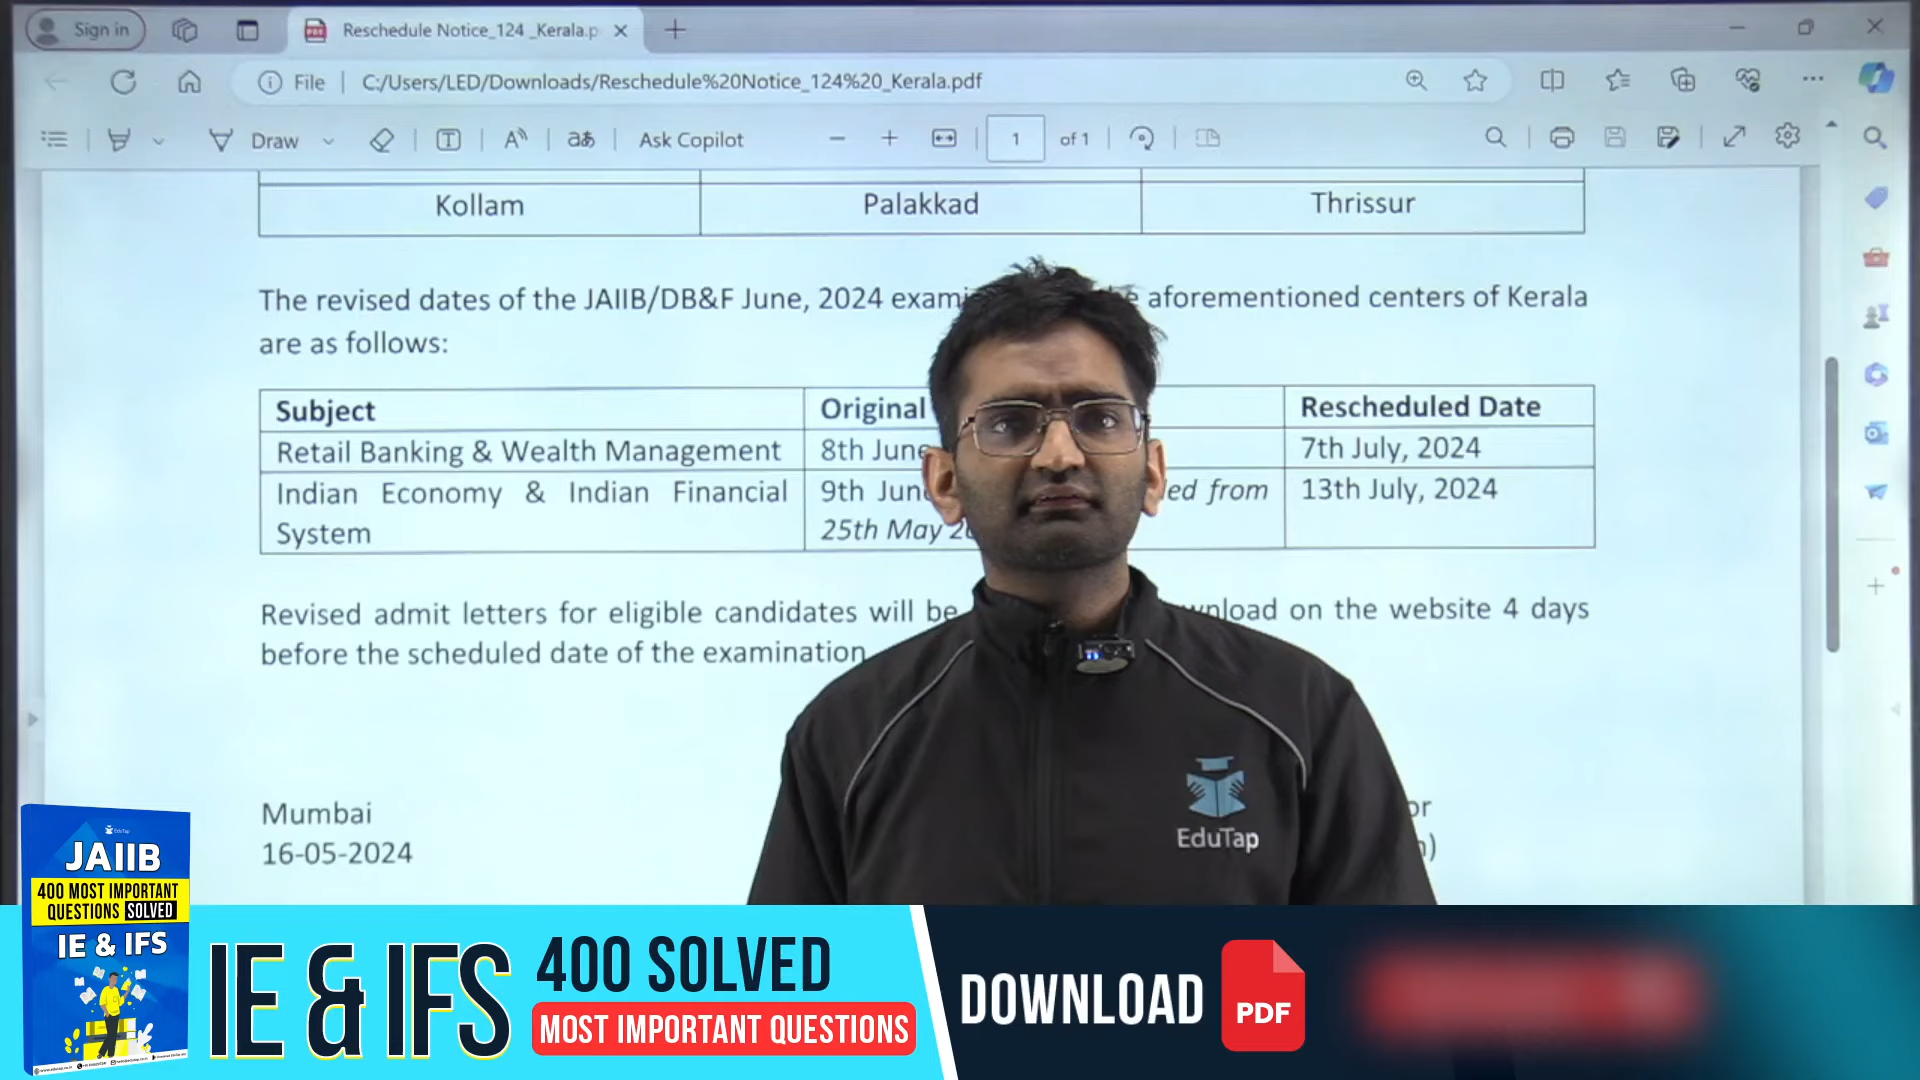 Sign in
Reschedule Notice_124 _Kerala.p
File
C:/Users/LED/Downloads/Reschedule%20Notice_124%20_Kerala.pdf
Draw
Ask Copilot
1
of 1
Kollam Palakkad Thrissur
The revised dates of the JAIIB/DB&F June, 2024 aforementioned centers of Kerala
are as follows:
Subject Original Rescheduled Date
Retail Banking & Wealth Management 8th June 7th July, 2024
Indian Economy & Indian Financial 9th from 13th July, 2024
System 25th May
Revised admit letters for eligible candidates will be on the website 4 days
before the scheduled date of the examination
Mumbai
16-05-2024
EduTap
EduTap
JAIIB
400 MOST IMPORTANT
QUESTIONS SOLVED
IE & IFS
IE & IFS
400 SOLVED
MOST IMPORTANT QUESTIONS
DOWNLOAD
PDF